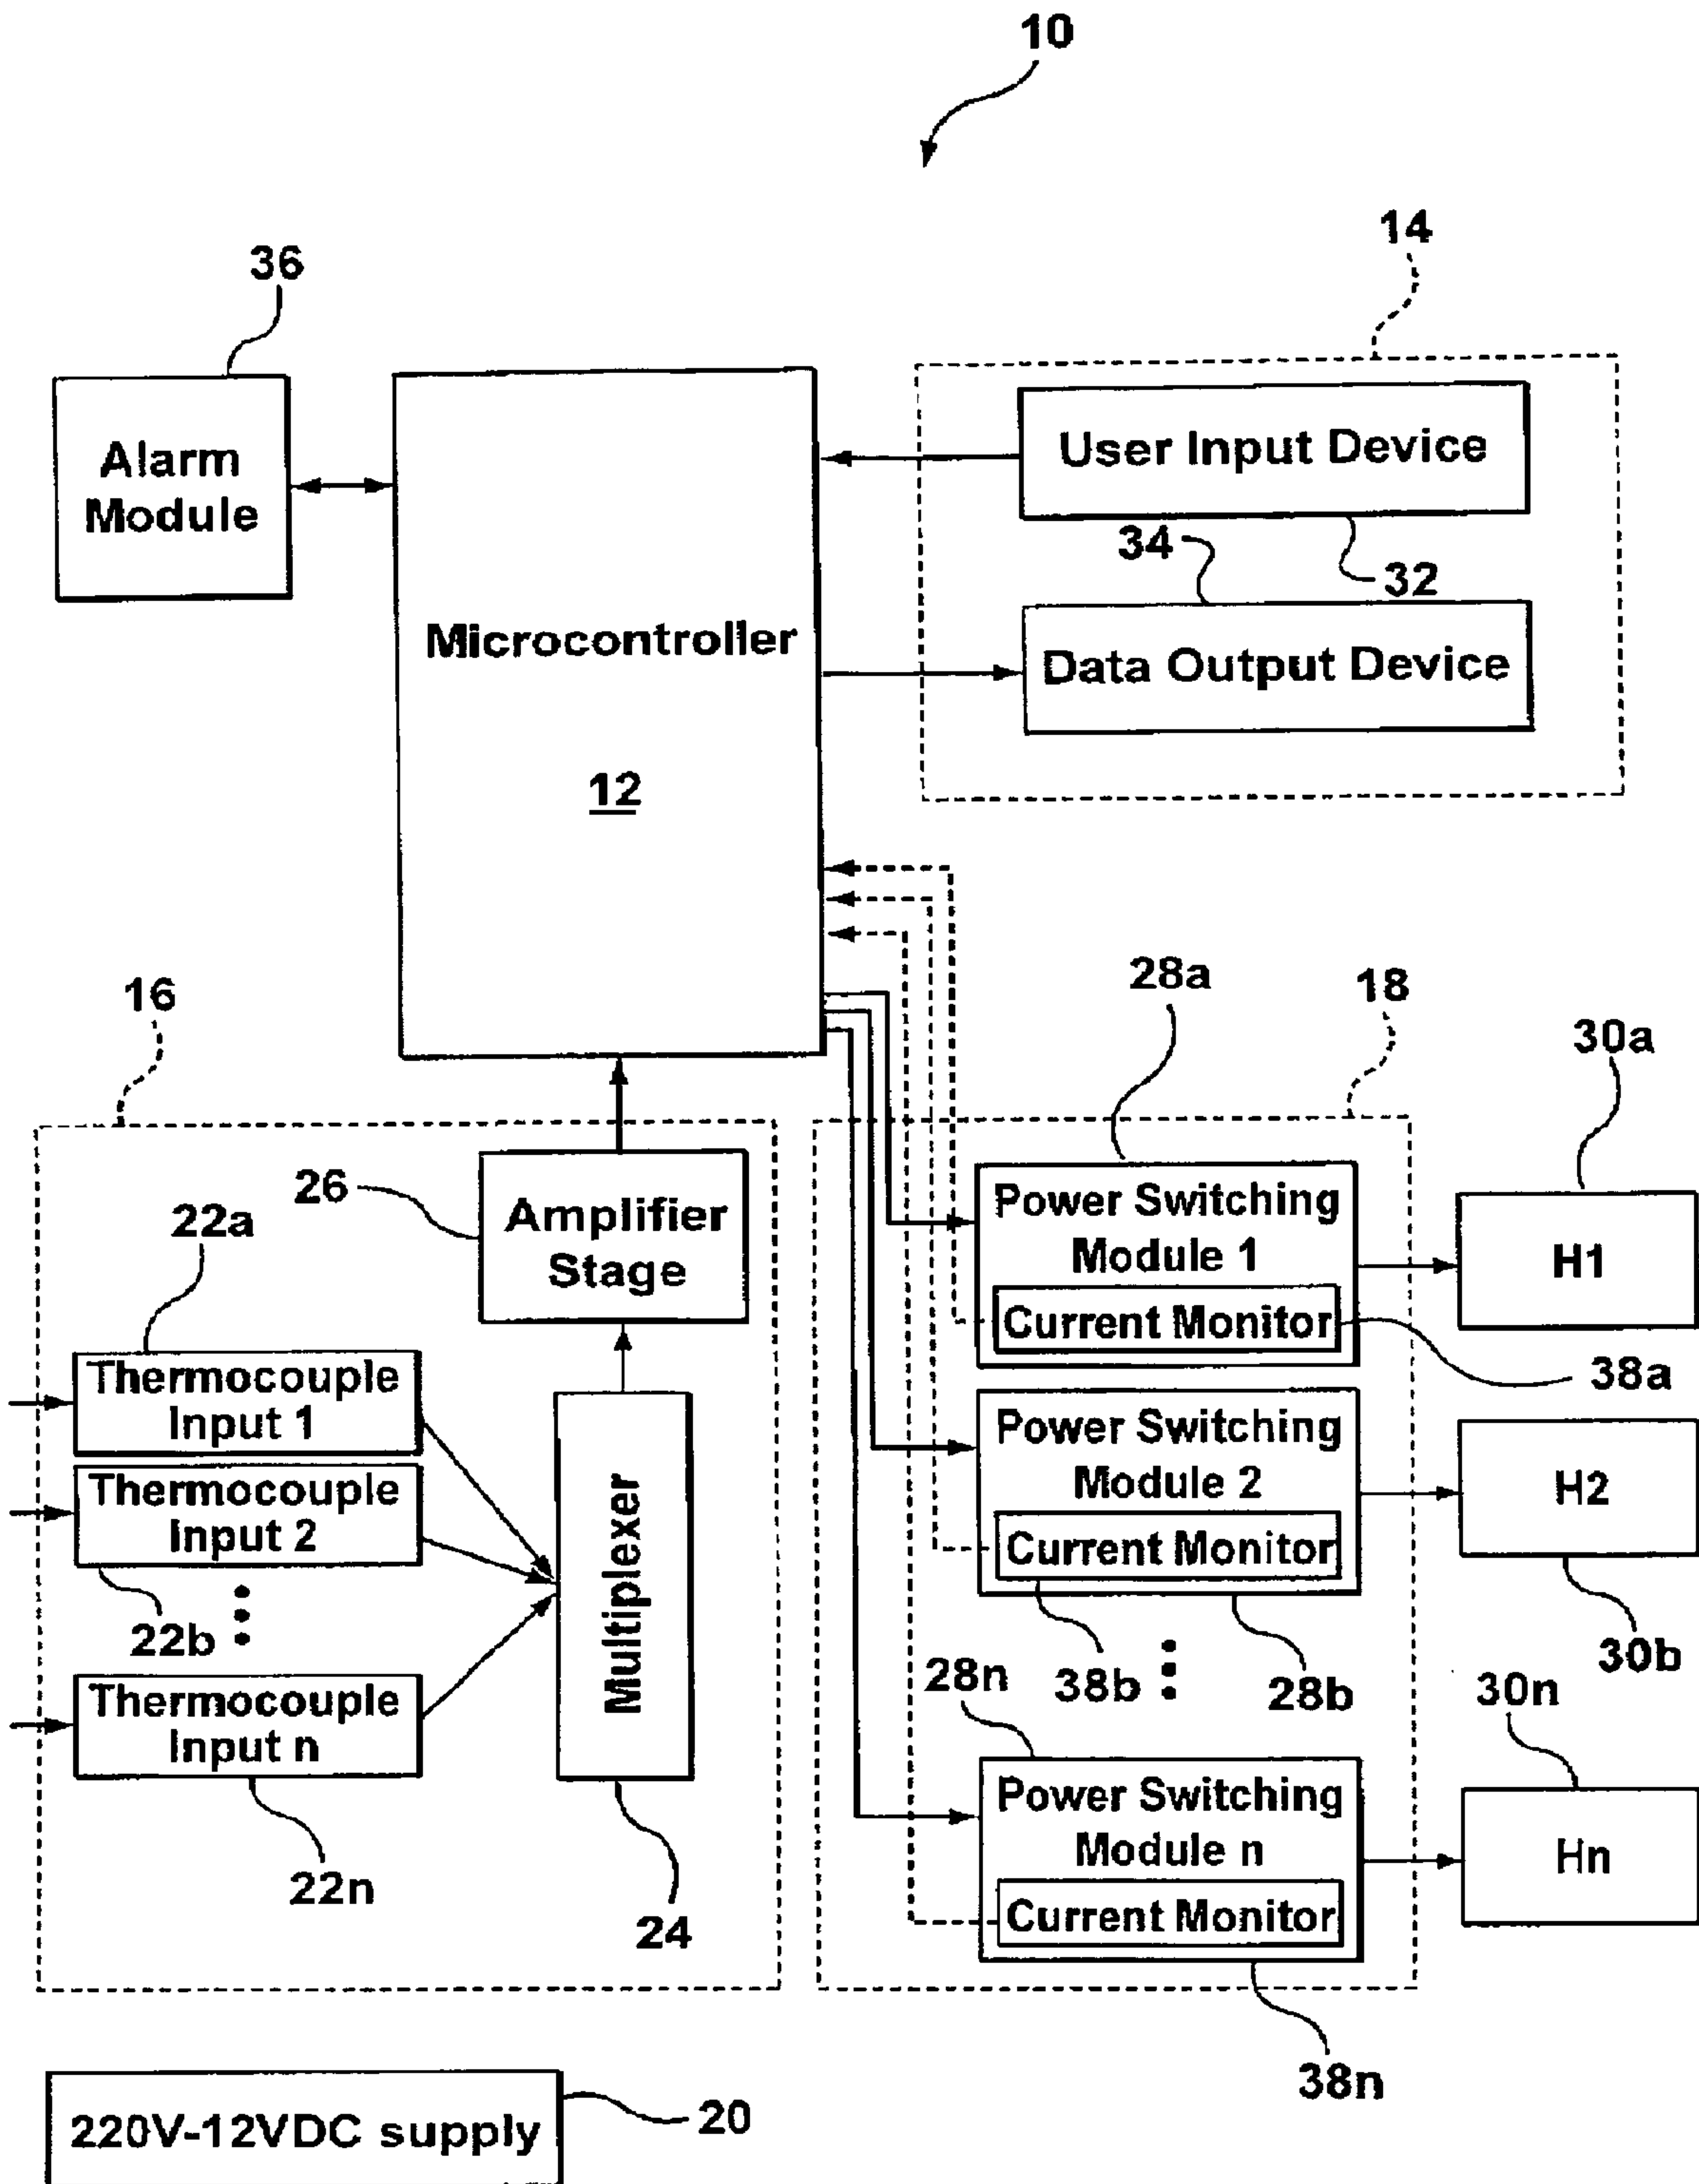 10
14
36
Alarm
Module
User Input Device
34
32
Microcontroller
Data Output Device
12
16
28a
18
30a
26
Amplifier
Stage
22a
Power Switching
Module 1
Current Monitor
H1
38a
Thermocouple
Input 1
Thermocouple
Input 2
22b
Thermocouple
Input n
22n
Multiplexer
24
Power Switching
Module 2
Current Monitor
H2
30b
28n
38b
28b
30n
Power Switching
Module n
Current Monitor
Hn
38n
220V-12VDC supply
20